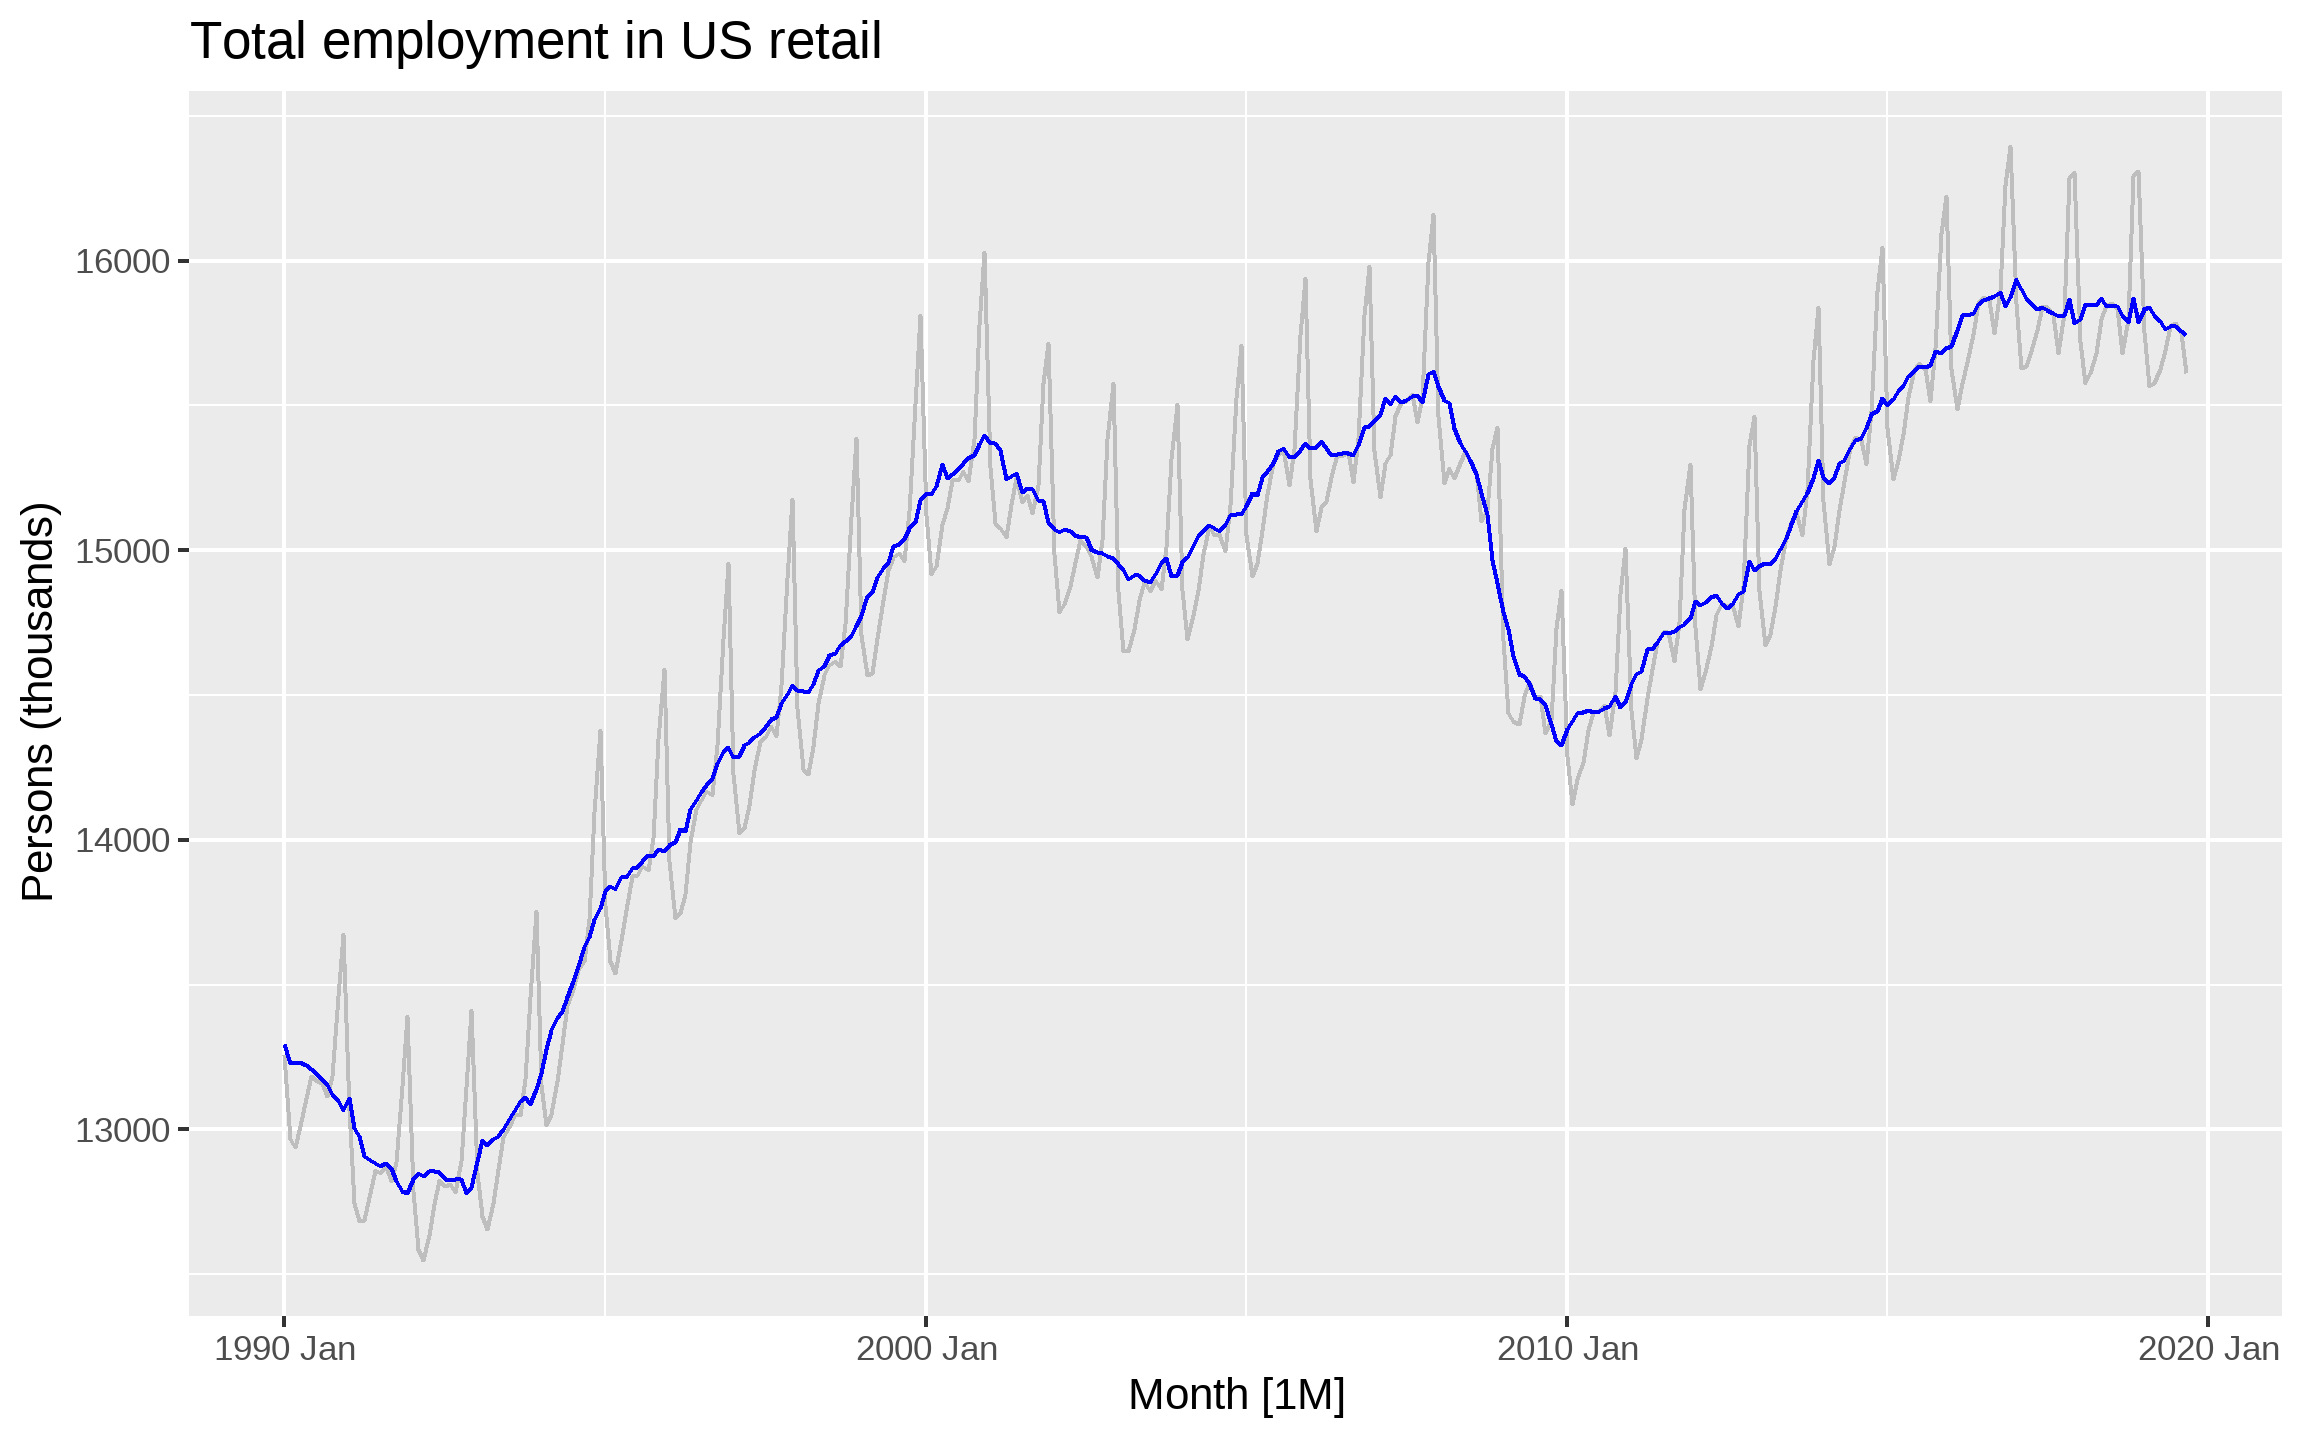 Total employment in US retail
Persons (thousands)
16000
15000
14000
13000
1990 Jan
2000 Jan
2010 Jan
2020 Jan
Month [1M]